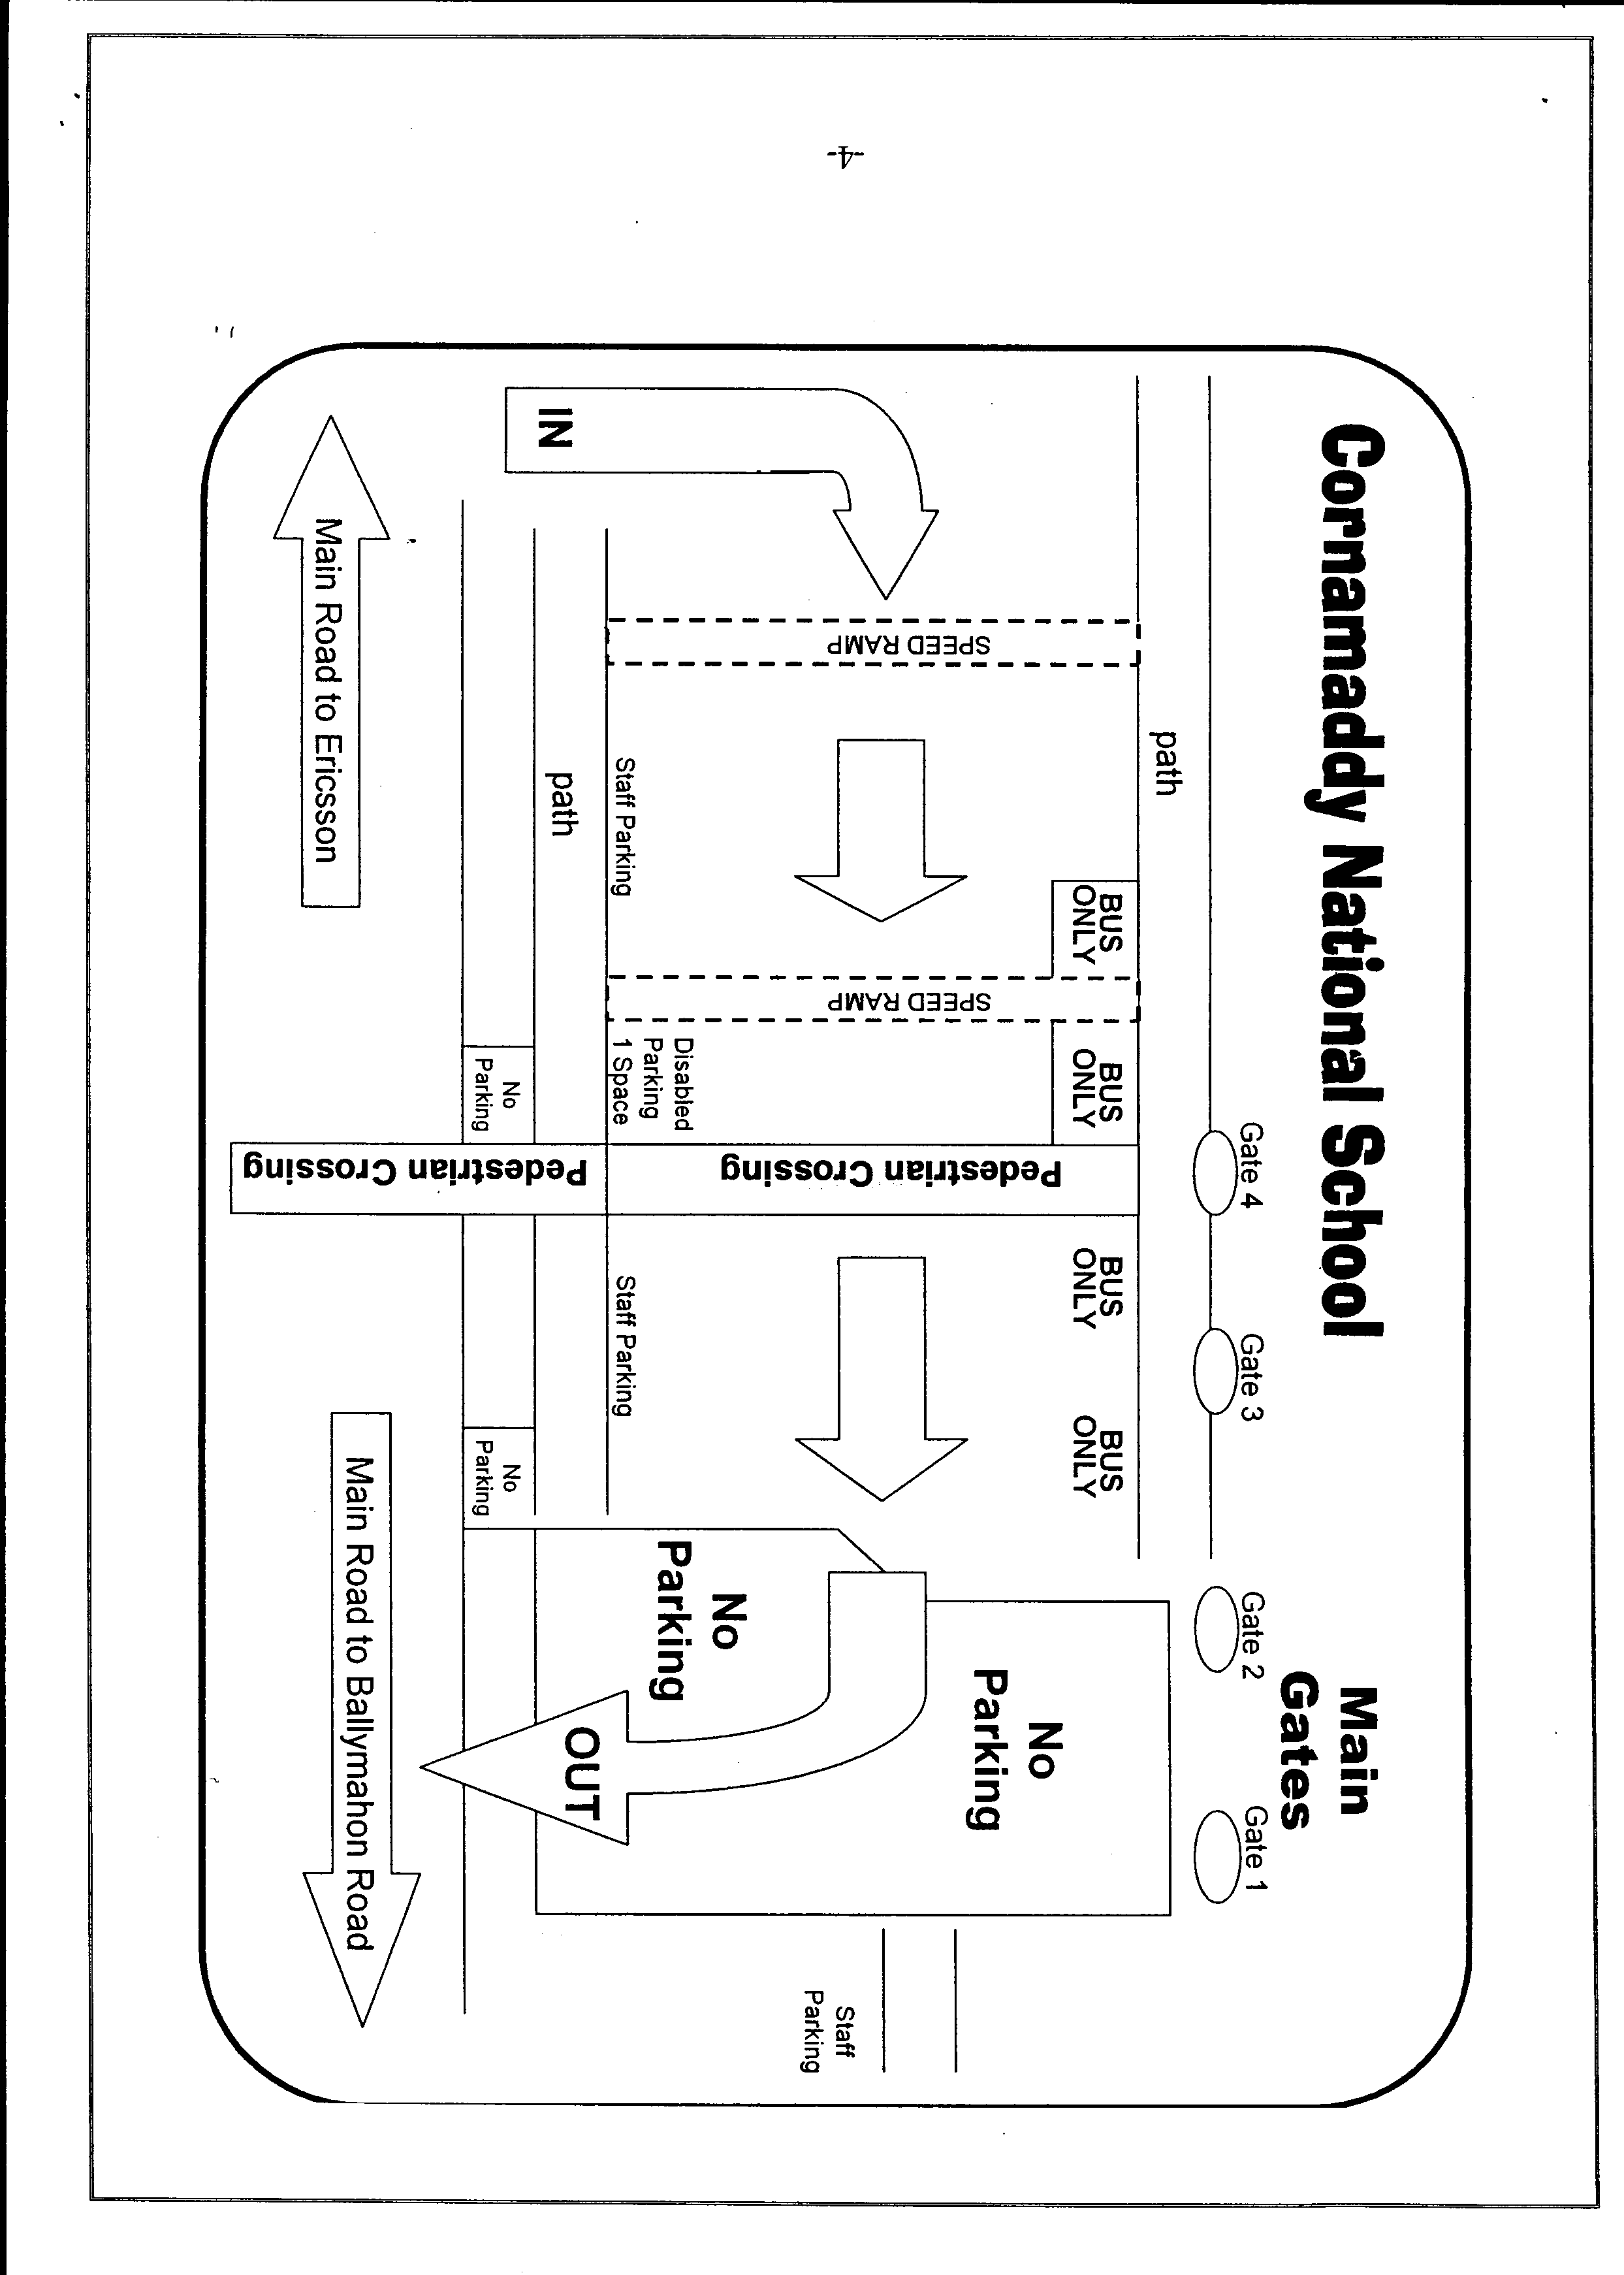 -4-
Cornamaddy National School
Main
Gates
Gate 4
Gate 3
Gate 2
Gate 1
path
BUS
ONLY
BUS
ONLY
BUS
ONLY
BUS
ONLY
SPEED RAMP
SPEED RAMP
Pedestrian Crossing
Pedestrian Crossing
No
Parking
No
Parking
Disabled
Parking
1 Space
Staff Parking
Staff Parking
Staff
Parking
path
IN
OUT
No
Parking
No
Parking
Main Road to Ericsson
Main Road to Ballymahon Road